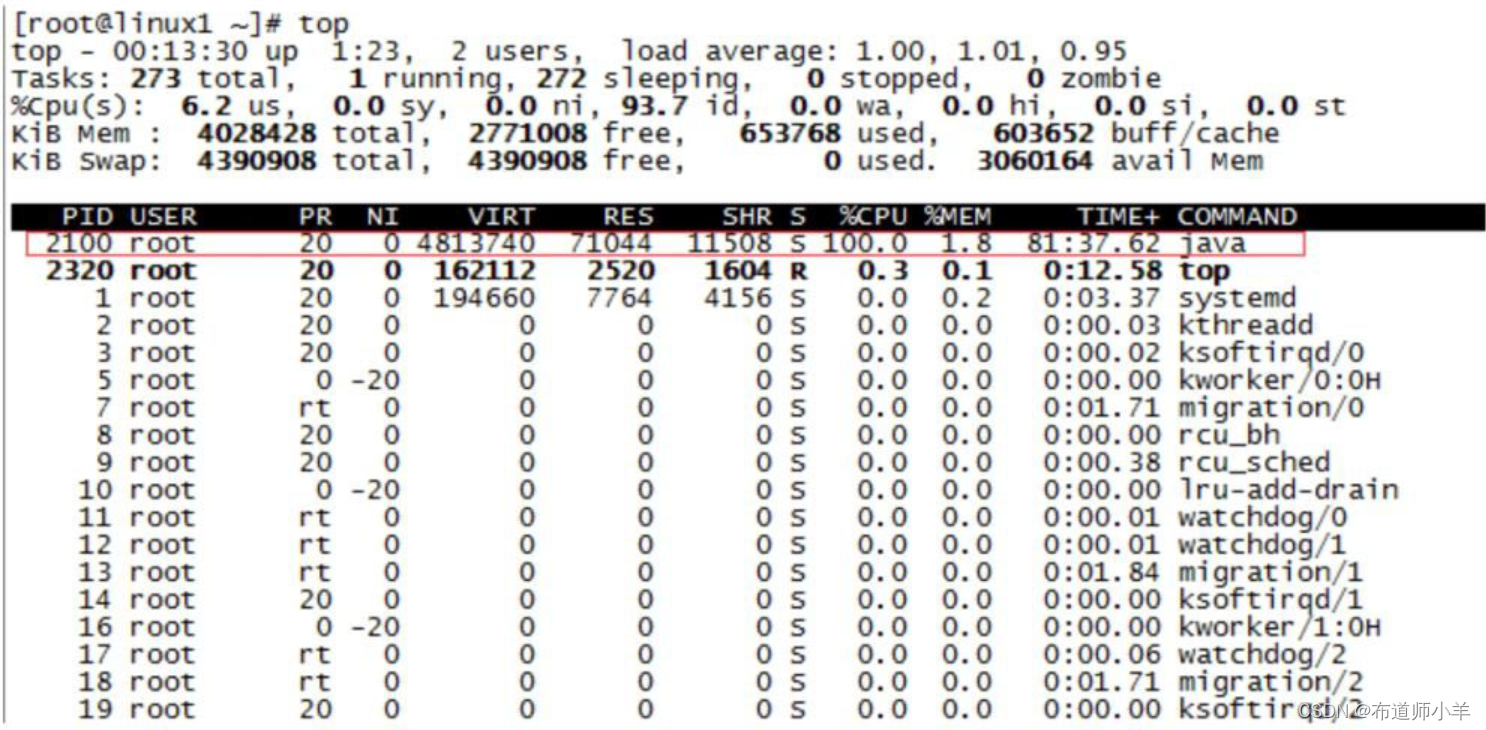 [root@linux1 ~]# top
top - 00:13:30 up  1:23,  2 users,  load average: 1.00, 1.01, 0.95
Tasks: 273 total,   1 running, 272 sleeping,   0 stopped,   0 zombie
%Cpu(s):  6.2 us,  0.0 sy,  0.0 ni, 93.7 id,  0.0 wa,  0.0 hi,  0.0 si,  0.0 st
KiB Mem :  4028428 total,  2771008 free,   653768 used,   603652 buff/cache
KiB Swap:  4390908 total,  4390908 free,        0 used.  3060164 avail Mem
PID USER PR NI VIRT RES SHR S %CPU %MEM TIME+ COMMAND
2100 root 20 0 4813740 71044 11508 S 100.0 1.8 81:37.62 java
2320 root 20 0 162112 2520 1604 R 0.3 0.1 0:12.58 top
1 root 20 0 194660 7764 4156 S 0.0 0.2 0:03.37 systemd
2 root 20 0 0 0 0 S 0.0 0.0 0:00.03 kthreadd
3 root 20 0 0 0 0 S 0.0 0.0 0:00.02 ksoftirqd/0
5 root 0 -20 0 0 0 S 0.0 0.0 0:00.00 kworker/0:0H
7 root rt 0 0 0 0 S 0.0 0.0 0:01.71 migration/0
8 root 20 0 0 0 0 S 0.0 0.0 0:00.00 rcu_bh
9 root 20 0 0 0 0 S 0.0 0.0 0:00.38 rcu_sched
10 root 0 -20 0 0 0 S 0.0 0.0 0:00.00 lru-add-drain
11 root rt 0 0 0 0 S 0.0 0.0 0:00.01 watchdog/0
12 root rt 0 0 0 0 S 0.0 0.0 0:00.01 watchdog/1
13 root rt 0 0 0 0 S 0.0 0.0 0:01.84 migration/1
14 root 20 0 0 0 0 S 0.0 0.0 0:00.00 ksoftirqd/1
16 root 0 -20 0 0 0 S 0.0 0.0 0:00.00 kworker/1:0H
17 root rt 0 0 0 0 S 0.0 0.0 0:00.06 watchdog/2
18 root rt 0 0 0 0 S 0.0 0.0 0:01.71 migration/2
19 root 20 0 0 0 0 S 0.0 0.0 0:00.00 ksoftirqd/2
CSDN @布道师小羊